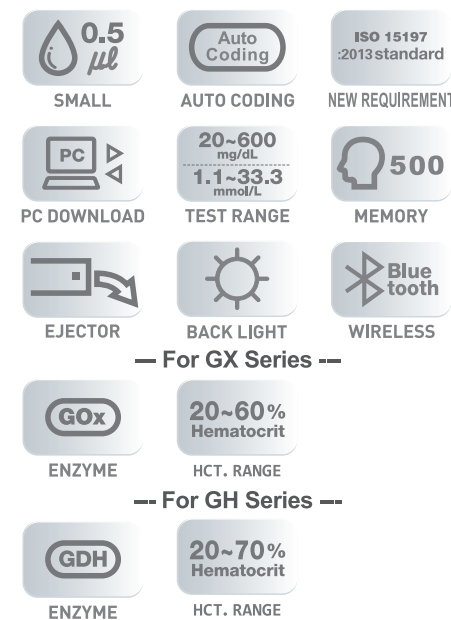 0.5
µl
SMALL
Auto
Coding
AUTO CODING
ISO 15197
:2013 standard
NEW REQUIREMENT
PC
PC DOWNLOAD
20~600
mg/dL
1.1~33.3
mmol/L
TEST RANGE
500
MEMORY
EJECTOR
BACK LIGHT
Blue
tooth
WIRELESS
— For GX Series --–
GOx
ENZYME
20~60%
Hematocrit
HCT. RANGE
–-- For GH Series --–
GDH
ENZYME
20~70%
Hematocrit
HCT. RANGE